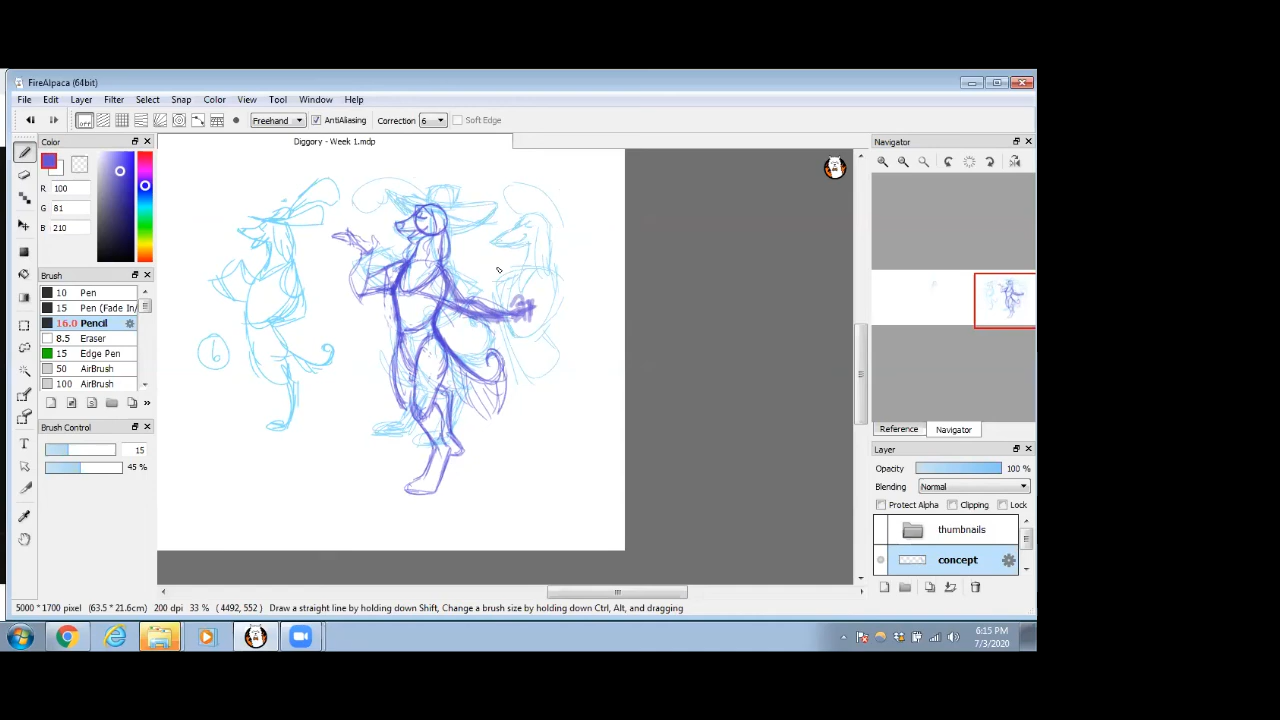 FireAlpaca (64bit)
File Edit Layer Filter Select Snap Color View Tool Window Help
off Freehand AntiAliasing Correction 6 Soft Edge
Color
Diggory - Week 1.mdp
Navigator
R 100
G 81
B 210
Brush
10 Pen
15 Pen (Fade In/
16.0 Pencil
8.5 Eraser
15 Edge Pen
50 AirBrush
100 AirBrush
Brush Control
15
45 %
6
Reference Navigator
Layer
Opacity 100 %
Blending Normal
Protect Alpha Clipping Lock
thumbnails
concept
5000 * 1700 pixel (63.5 * 21.6cm) 200 dpi 33 % (4492, 552) Draw a straight line by holding down Shift, Change a brush size by holding down Ctrl, Alt, and dragging
6:15 PM
7/3/2020